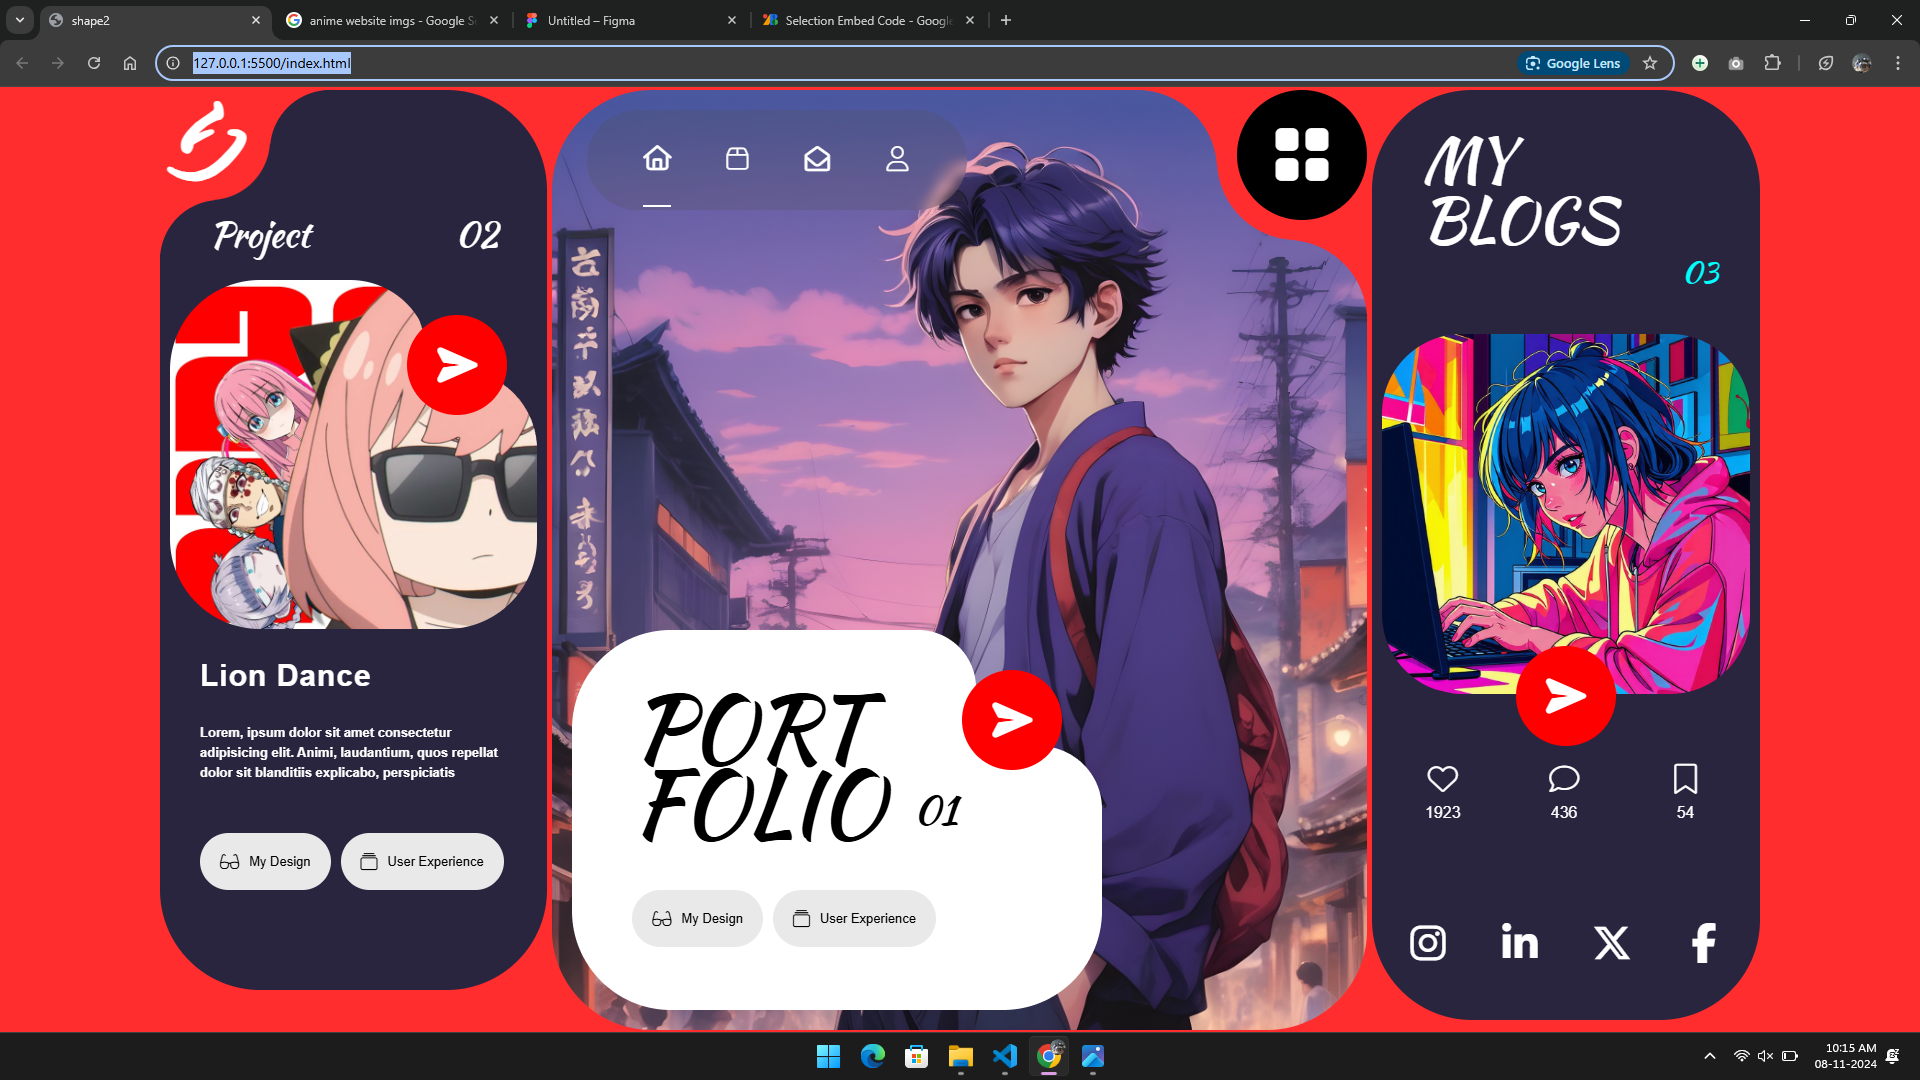 shape2
anime website imgs - Google S
Untitled – Figma
Selection Embed Code - Google
127.0.0.1:5500/index.html
Google Lens
Project
02
Lion Dance
Lorem, ipsum dolor sit amet consectetur
adipisicing elit. Animi, laudantium, quos repellat
dolor sit blanditiis explicabo, perspiciatis
My Design
User Experience
PORT
FOLIO
01
My Design
User Experience
MY
BLOGS
03
1923
436
54
10:15 AM
08-11-2024